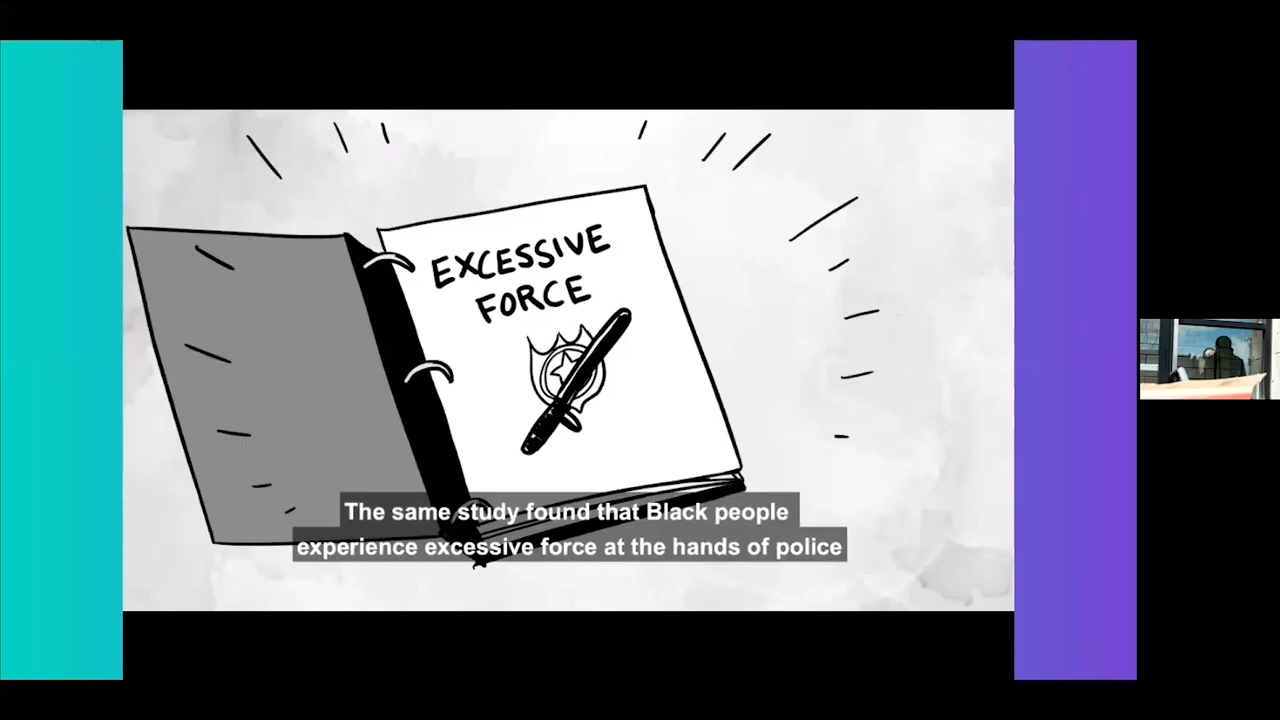 EXCESSIVE
FORCE
The same study found that Black people
experience excessive force at the hands of police